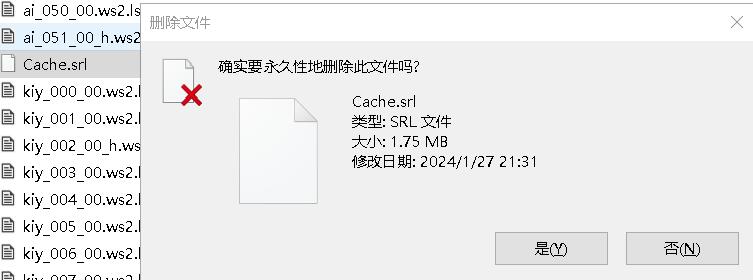 ai_050_00.ws2.ls
ai_051_00_h.ws2
Cache.srl
kiy_000_00.ws2.l
kiy_001_00.ws2.l
kiy_002_00_h.ws
kiy_003_00.ws2.l
kiy_004_00.ws2.l
kiy_005_00.ws2.l
kiy_006_00.ws2.l
kiy_007_00.ws2.l
删除文件
确实要永久性地删除此文件吗?
Cache.srl
类型: SRL 文件
大小: 1.75 MB
修改日期: 2024/1/27 21:31
是(Y)
否(N)